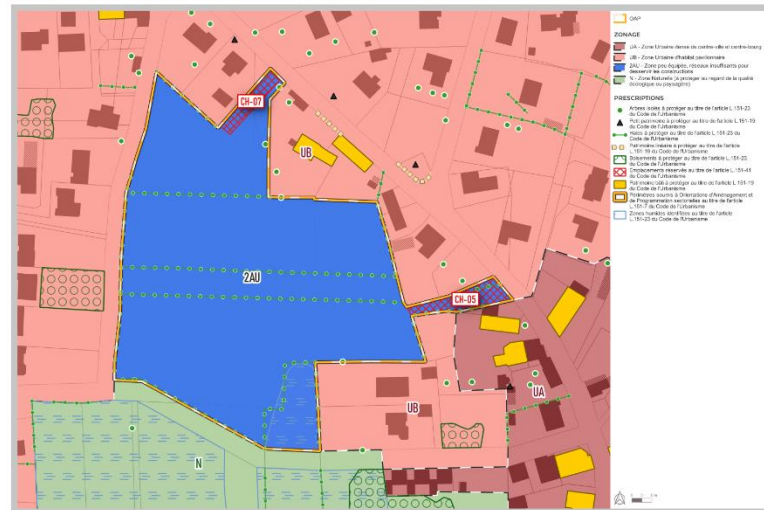 CH-07
UB
2AU
CH-05
UA
UB
N
OAP
ZONAGE
UA - Zone Urbaine dense de centre-ville et centre-bourg
UB - Zone Urbaine d'habitat pavillonnaire
2AU - Zone peu équipée, réseaux insuffisants pour
desservir les constructions
N - Zone Naturelle (à protéger au regard de la qualité
écologique ou paysagère)
PRESCRIPTIONS
Arbres isolés à protéger au titre de l'article L.151-23
du Code de l'Urbanisme
Petit patrimoine à protéger au titre de l'article L.151-19
du Code de l'Urbanisme
Haies à protéger au titre de l'article L.151-23 du
Code de l'Urbanisme
Patrimoine linéaire à protéger au titre de l'article
L.151-19 du Code de l'Urbanisme
Boisements à protéger au titre de l'article L.151-23
du Code de l'Urbanisme
Emplacements réservés au titre de l'article L.151-41
du Code de l'Urbanisme
Patrimoine bâti à protéger au titre de l'article L.151-19
du Code de l'Urbanisme
Périmètres soumis à Orientations d'Aménagement et
de Programmation sectorielles au titre de l'article
L.151-7 du Code de l'Urbanisme
Zones humides identifiées au titre de l'article
L.151-23 du Code de l'Urbanisme